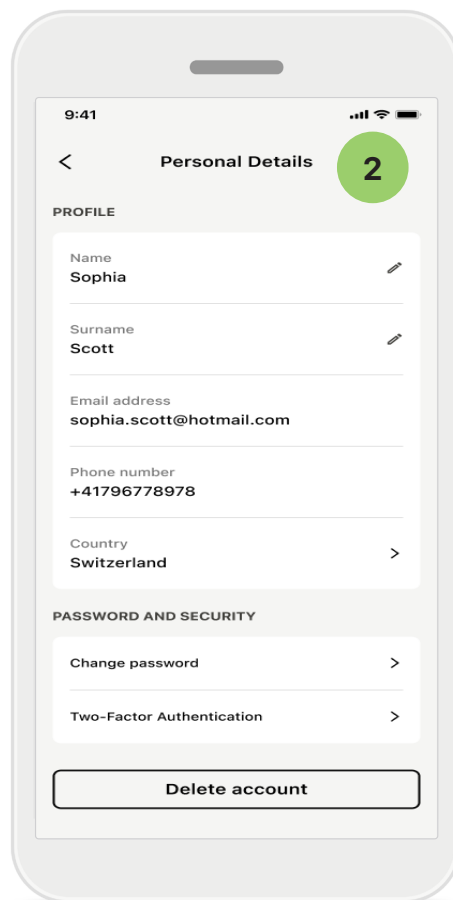 9:41
Personal Details
2
PROFILE
Name
Sophia
Surname
Scott
Email address
sophia.scott@hotmail.com
Phone number
+41796778978
Country
Switzerland
PASSWORD AND SECURITY
Change password
Two-Factor Authentication
Delete account